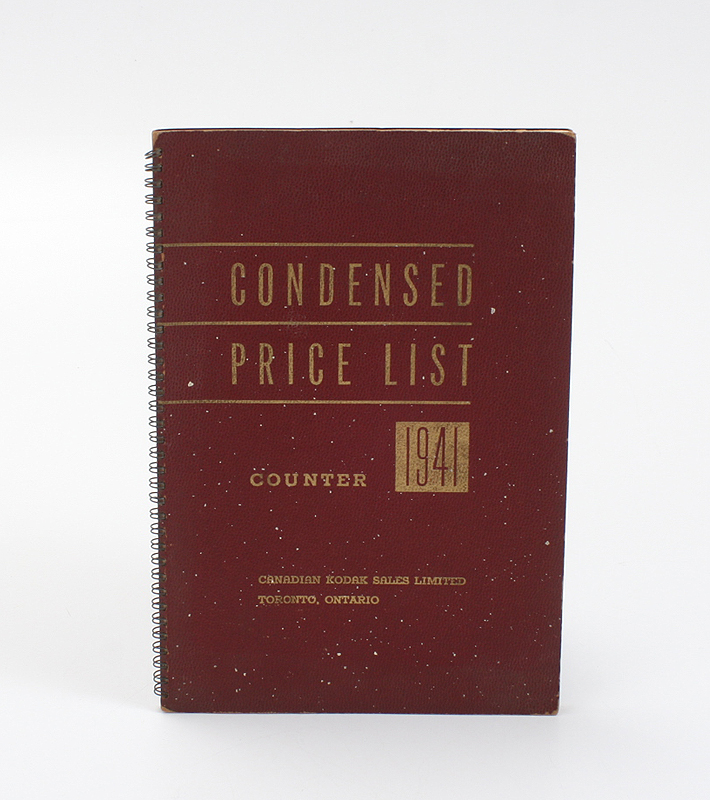 CONDENSED
PRICE LIST
1941
COUNTER
CANADIAN KODAK SALES LIMITED
TORONTO, ONTARIO